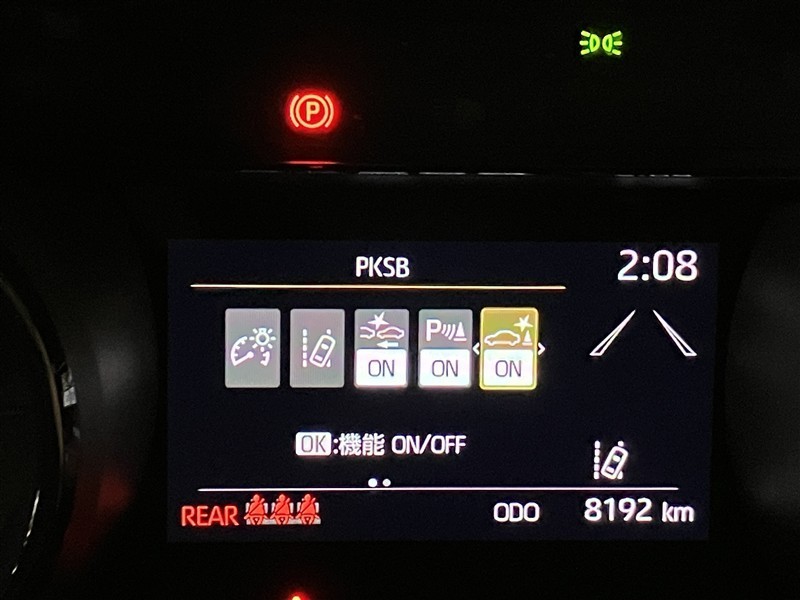 P
PKSB
2:08
P
ON
ON
ON
OK:機能 ON/OFF
REAR
ODO
8192 km